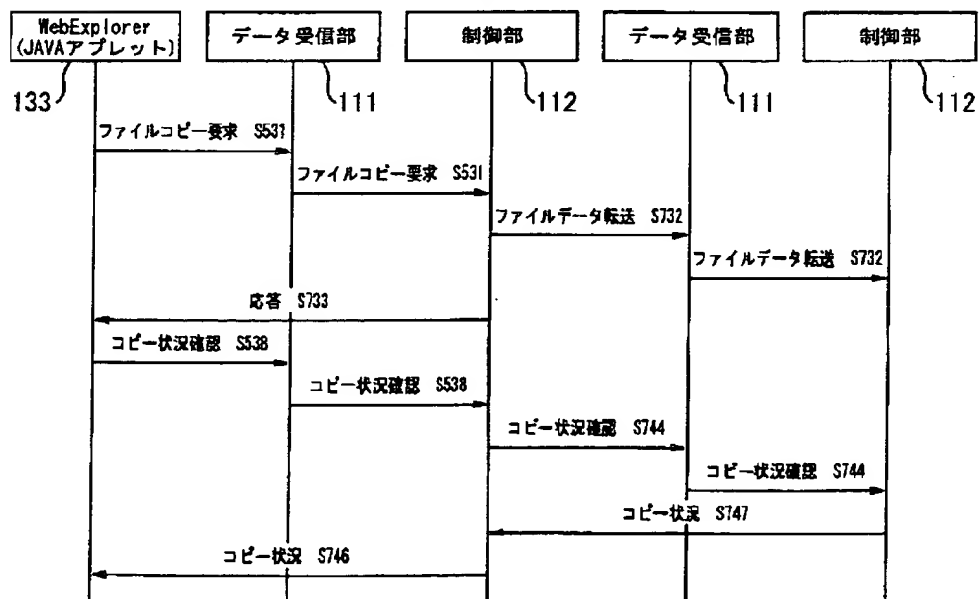 WebExplorer
(JAVAアプレット)
データ受信部
制御部
データ受信部
制御部
133
111
112
111
112
ファイルコピー要求 S531
ファイルコピー要求 S531
ファイルデータ転送 S732
ファイルデータ転送 S732
応答 S733
コピー状況確認 S538
コピー状況確認 S538
コピー状況確認 S744
コピー状況確認 S744
コピー状況 S747
コピー状況 S746